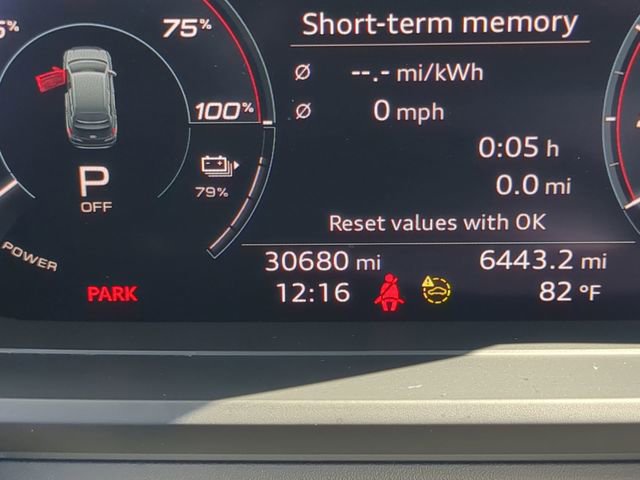 5% 75% Short-term memory
Ø --.- mi/kWh
100% Ø 0 mph
0:05 h
P 79% 0.0 mi
OFF
Reset values with OK
POWER
30680 mi 6443.2 mi
PARK 12:16 82 °F